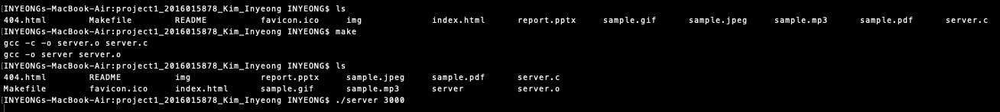 [INYEONGs-MacBook-Air:project1_2016015878_Kim_Inyeong INYEONG$ ls
404.html Makefile README favicon.ico img index.html report.pptx sample.gif sample.jpeg sample.mp3 sample.pdf server.c
[INYEONGs-MacBook-Air:project1_2016015878_Kim_Inyeong INYEONG$ make
gcc -c -o server.o server.c
gcc -o server server.o
[INYEONGs-MacBook-Air:project1_2016015878_Kim_Inyeong INYEONG$ ls
404.html README img report.pptx sample.jpeg sample.pdf server.c
Makefile favicon.ico index.html sample.gif sample.mp3 server server.o
[INYEONGs-MacBook-Air:project1_2016015878_Kim_Inyeong INYEONG$ ./server 3000